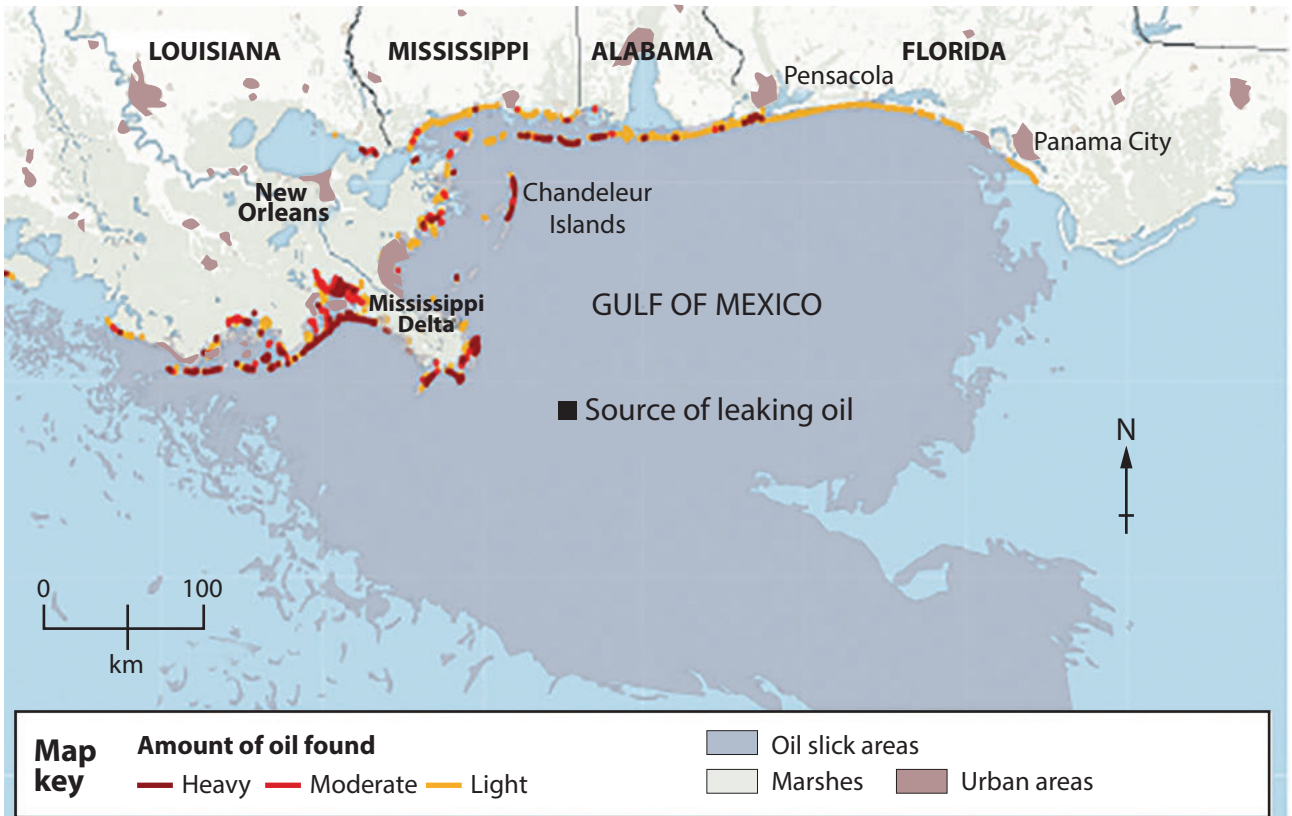 LOUISIANA
MISSISSIPPI
ALABAMA
FLORIDA
Pensacola
Panama City
New
Orleans
Chandeleur
Islands
Mississippi
Delta
GULF OF MEXICO
Source of leaking oil
N
0 100
km
Map
key
Amount of oil found
Heavy Moderate Light
Oil slick areas
Marshes Urban areas